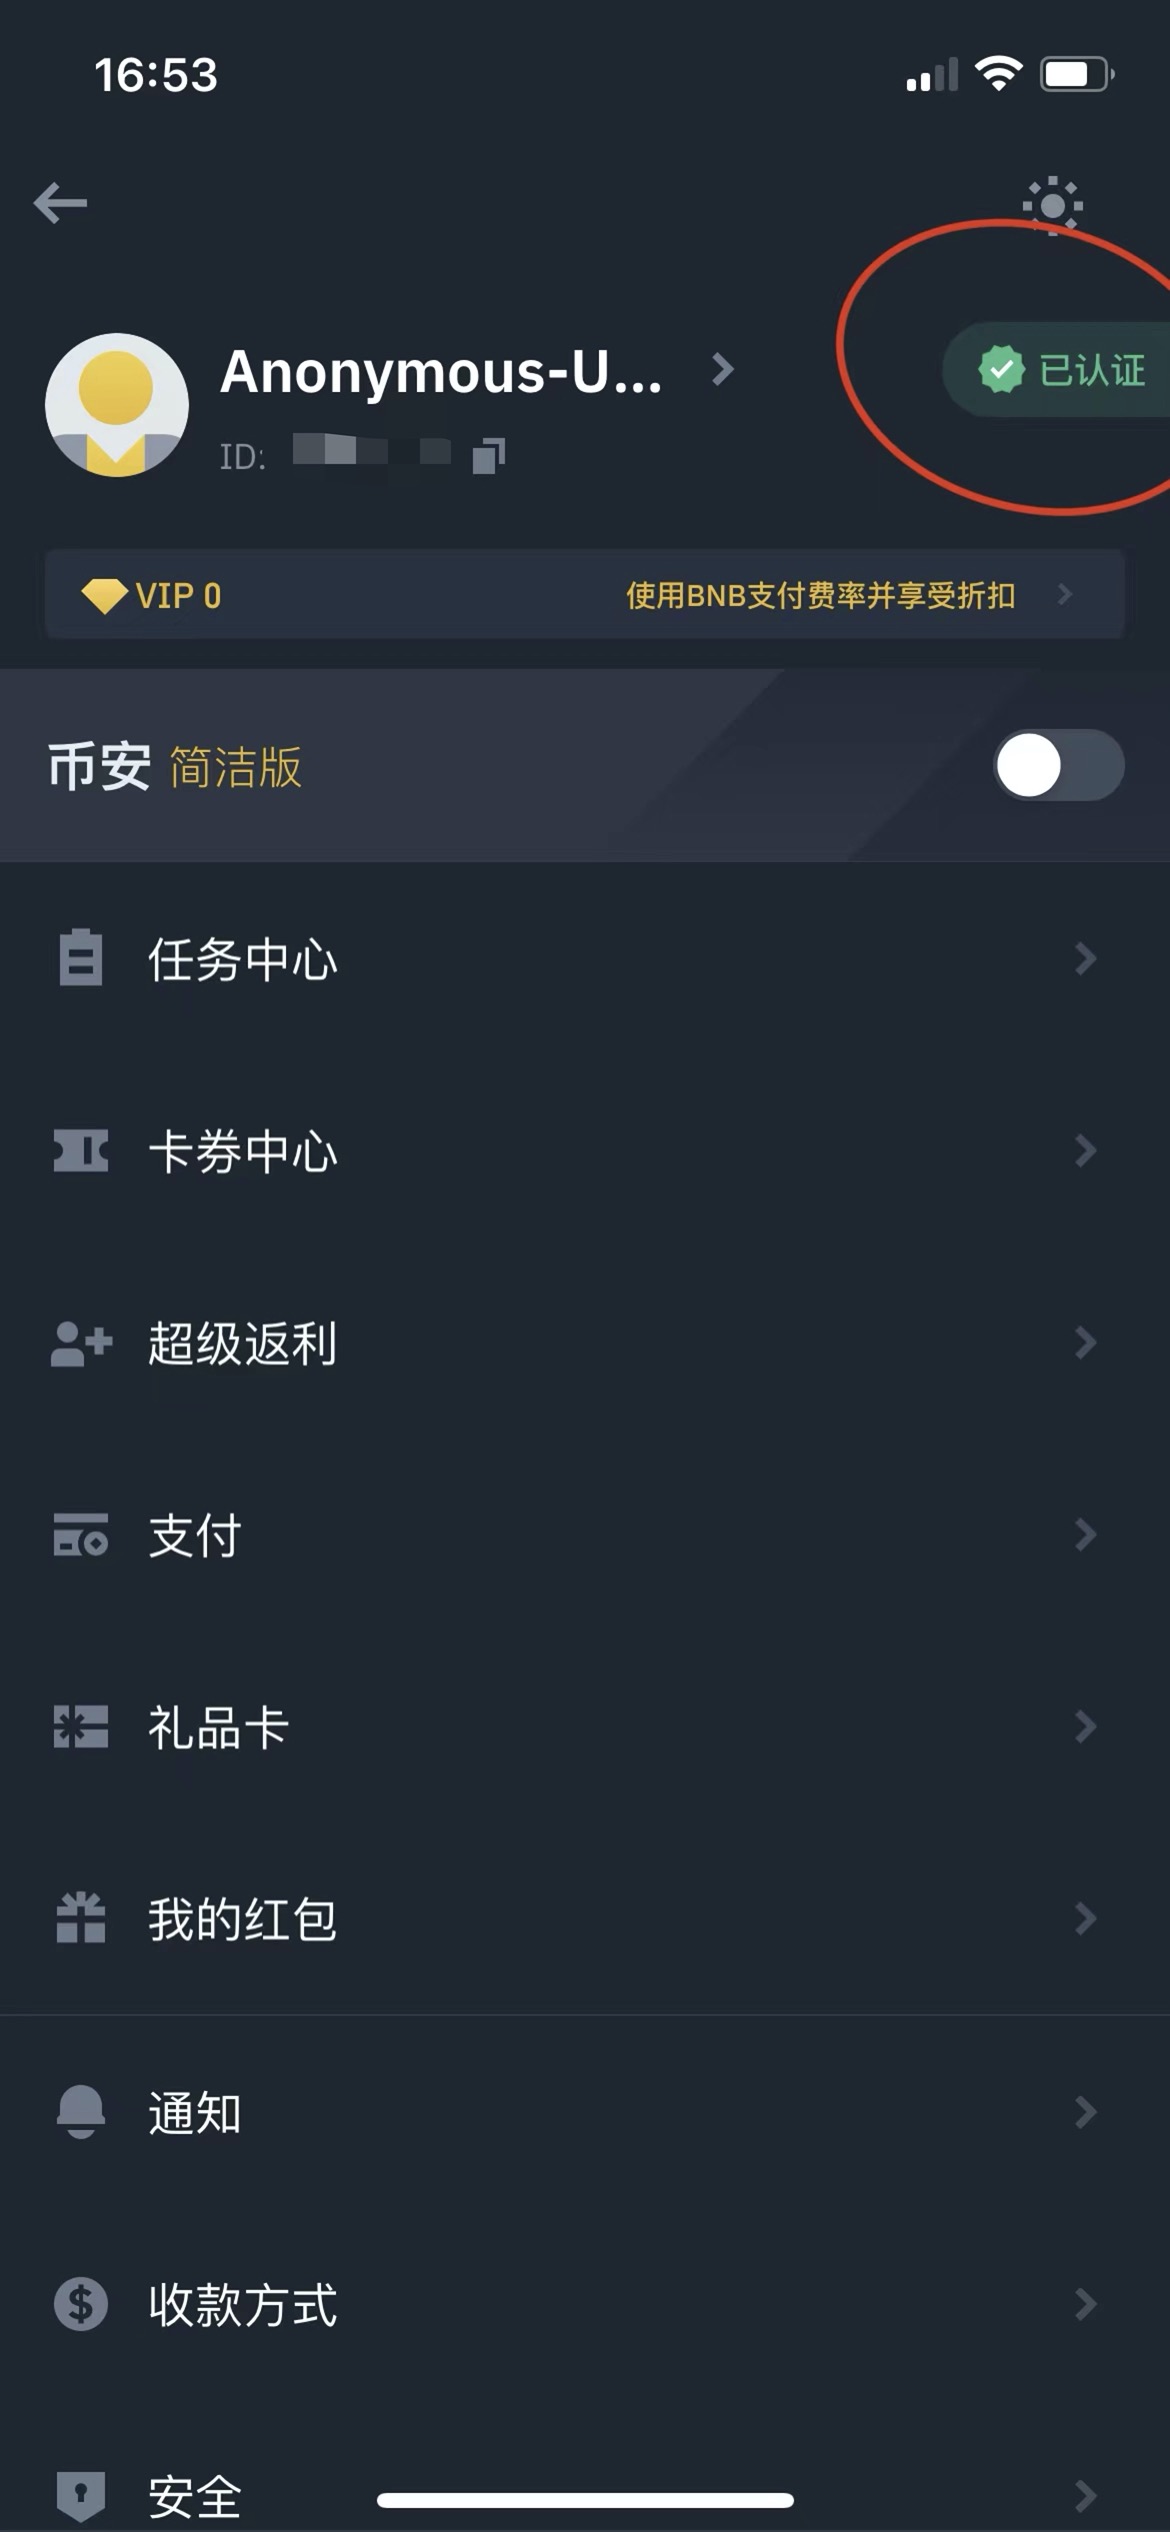 16:53
Anonymous-U...
已认证
ID:
VIP 0
使用BNB支付费率并享受折扣
币安 简洁版
任务中心
卡券中心
超级返利
支付
礼品卡
我的红包
通知
收款方式
安全